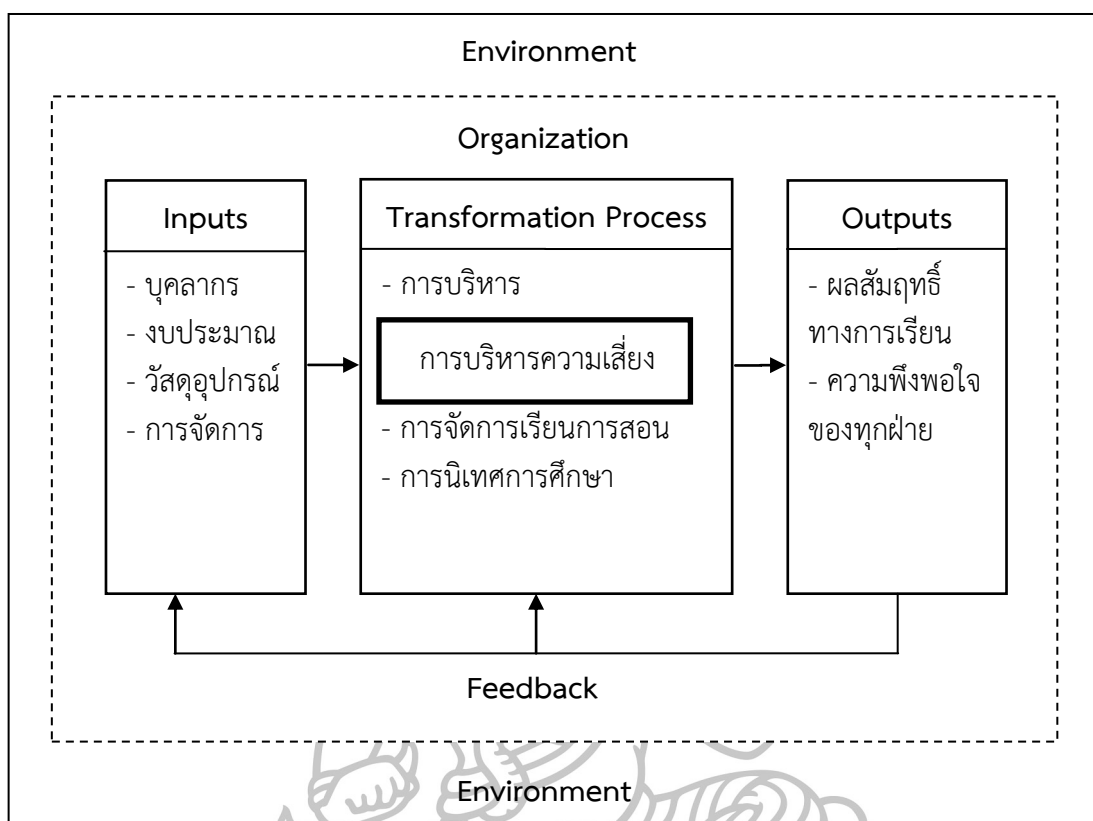 Environment
Organization
Inputs
- บุคลากร
- งบประมาณ
- วัสดุอุปกรณ์
- การจัดการ
Transformation Process
- การบริหาร
การบริหารความเสี่ยง
- การจัดการเรียนการสอน
- การนิเทศการศึกษา
Outputs
- ผลสัมฤทธิ์
ทางการเรียน
- ความพึงพอใจ
ของทุกฝ่าย
Feedback
Environment